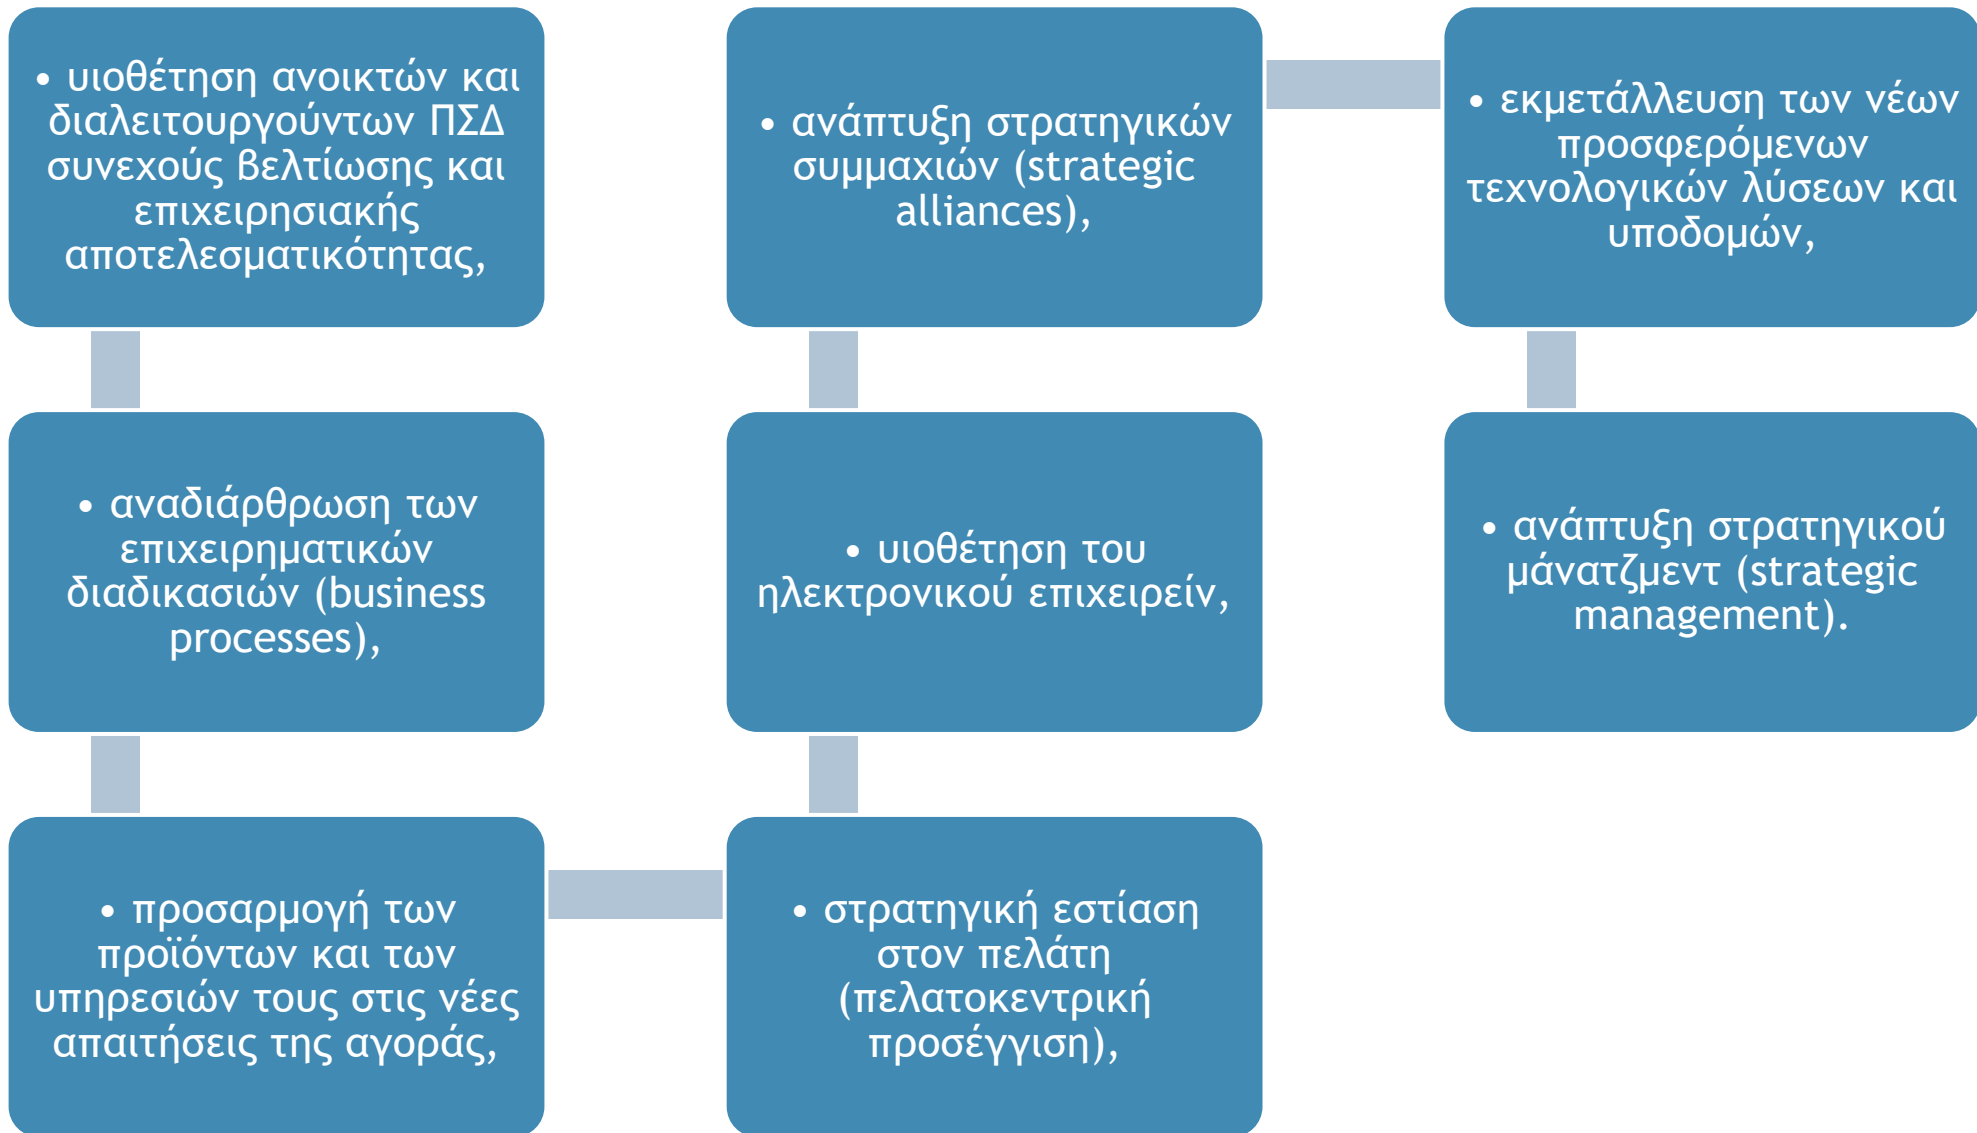 • υιοθέτηση ανοικτών και
διαλειτουργούντων ΠΣΔ
συνεχούς βελτίωσης και
επιχειρησιακής
αποτελεσματικότητας,
• αναδιάρθρωση των
επιχειρηματικών
διαδικασιών (business
processes),
• προσαρμογή των
προϊόντων και των
υπηρεσιών τους στις νέες
απαιτήσεις της αγοράς,
• στρατηγική εστίαση
στον πελάτη
(πελατοκεντρική
προσέγγιση),
• υιοθέτηση του
ηλεκτρονικού επιχειρείν,
• ανάπτυξη στρατηγικών
συμμαχιών (strategic
alliances),
• εκμετάλλευση των νέων
προσφερόμενων
τεχνολογικών λύσεων και
υποδομών,
• ανάπτυξη στρατηγικού
μάνατζμεντ (strategic
management).